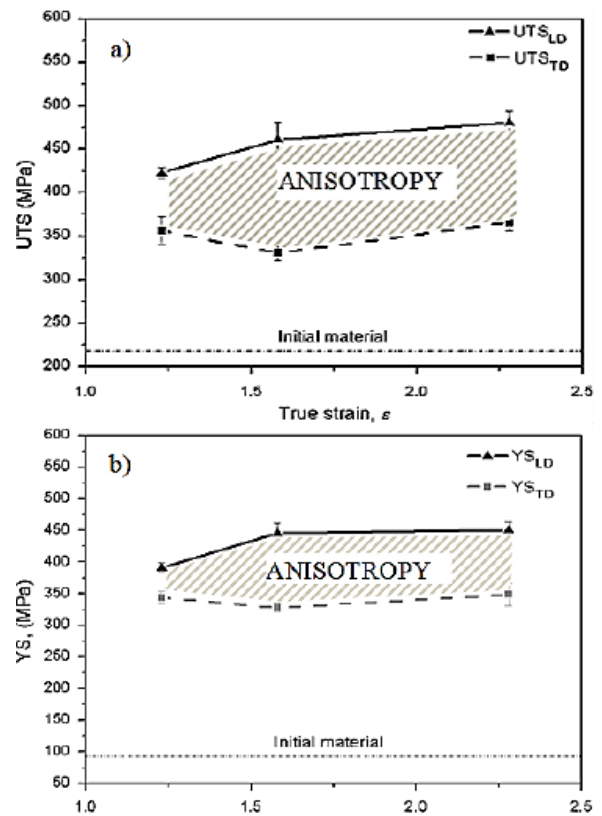 a)
UTS_LD
UTS_TD
600
550
500
450
400
350
300
250
200
UTS (MPa)
ANISOTROPY
Initial material
1.0 1.5 2.0 2.5
True strain, ε
b)
YS_LD
YS_TD
600
550
500
450
400
350
300
250
200
150
100
50
YS, (MPa)
ANISOTROPY
Initial material
1.0 1.5 2.0 2.5